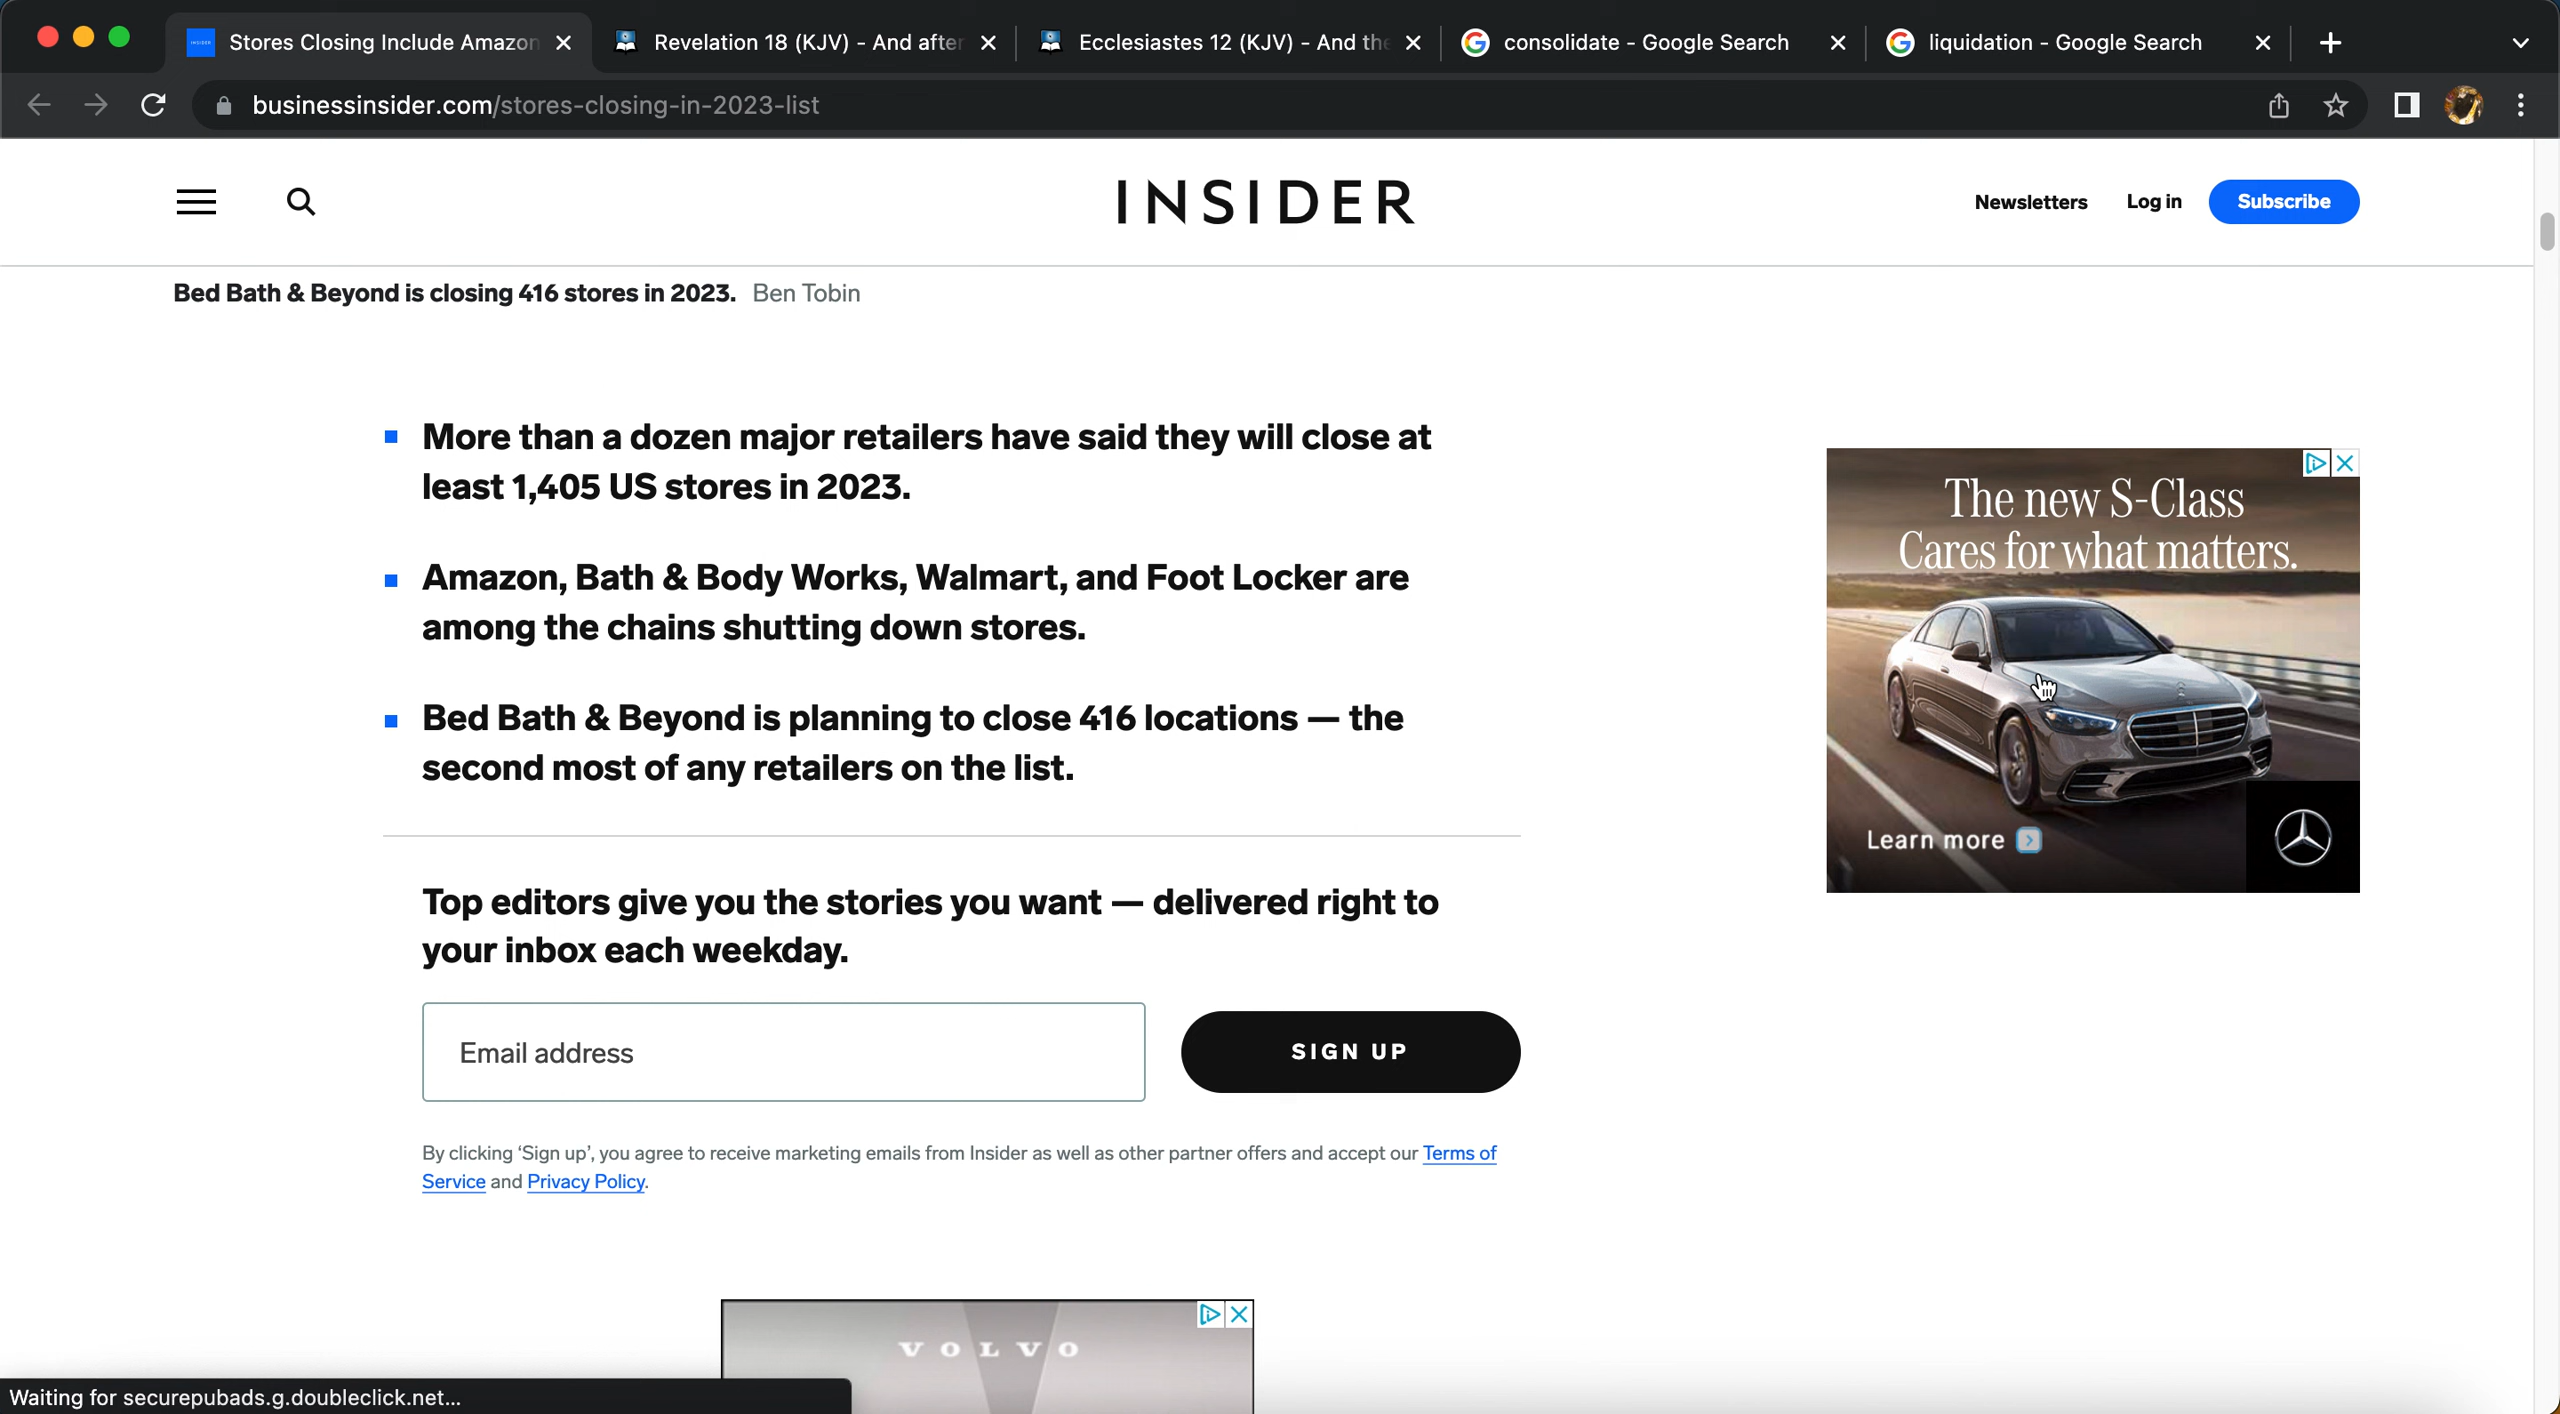 INSIDER
Stores Closing Include Amazon
Revelation 18 (KJV) - And after
Ecclesiastes 12 (KJV) - And the
consolidate - Google Search
liquidation - Google Search
businessinsider.com/stores-closing-in-2023-list
INSIDER
Newsletters
Log in
Subscribe
Bed Bath & Beyond is closing 416 stores in 2023. Ben Tobin
More than a dozen major retailers have said they will close at
least 1,405 US stores in 2023.
Amazon, Bath & Body Works, Walmart, and Foot Locker are
among the chains shutting down stores.
Bed Bath & Beyond is planning to close 416 locations — the
second most of any retailers on the list.
The new S-Class
Cares for what matters.
Learn more
Top editors give you the stories you want — delivered right to
your inbox each weekday.
Email address
SIGN UP
By clicking ‘Sign up’, you agree to receive marketing emails from Insider as well as other partner offers and accept our Terms of
Service and Privacy Policy.
VOLVO
Waiting for securepubads.g.doubleclick.net...